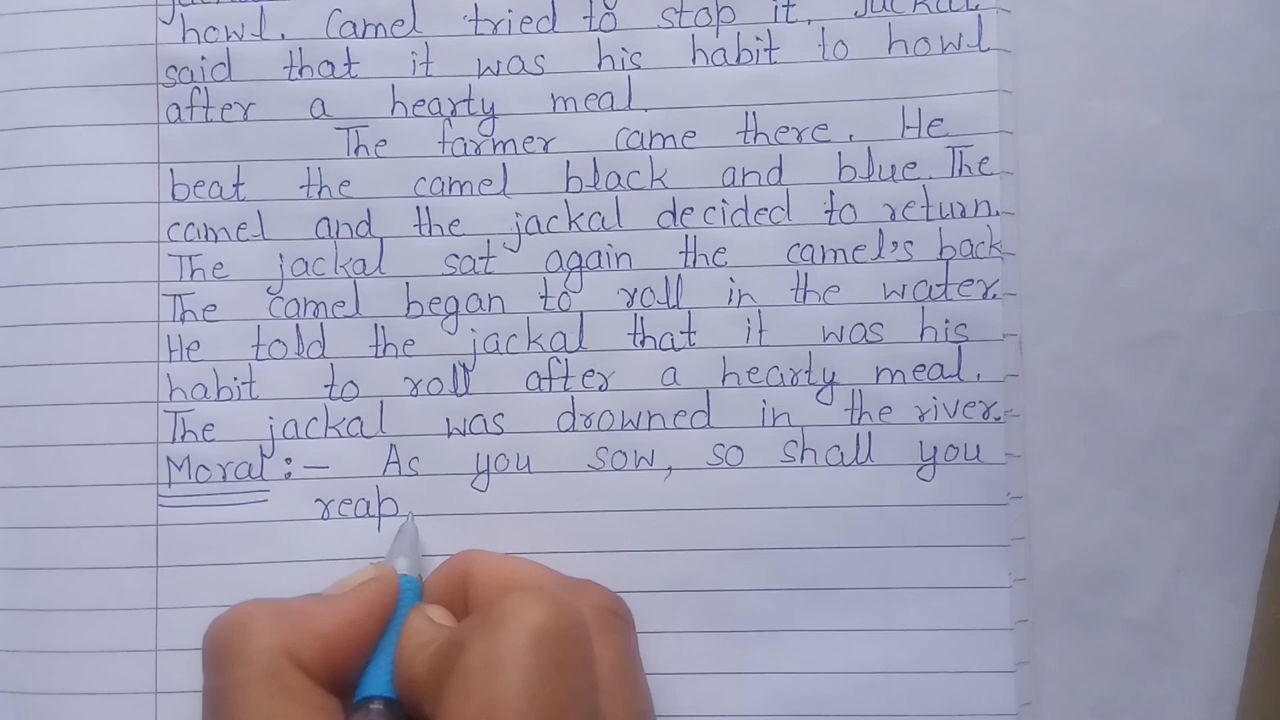 howl. Camel tried to stop it. Jackal
said that it was his habit to howl
after a hearty meal.
The farmer came there. He
beat the camel black and blue. The
camel and the jackal decided to return.
The jackal sat again the camel's back
The camel began to roll in the water.
He told the jackal that it was his
habit to roll after a hearty meal.
The jackal was drowned in the river.
Moral :- As you sow, so shall you
reap.